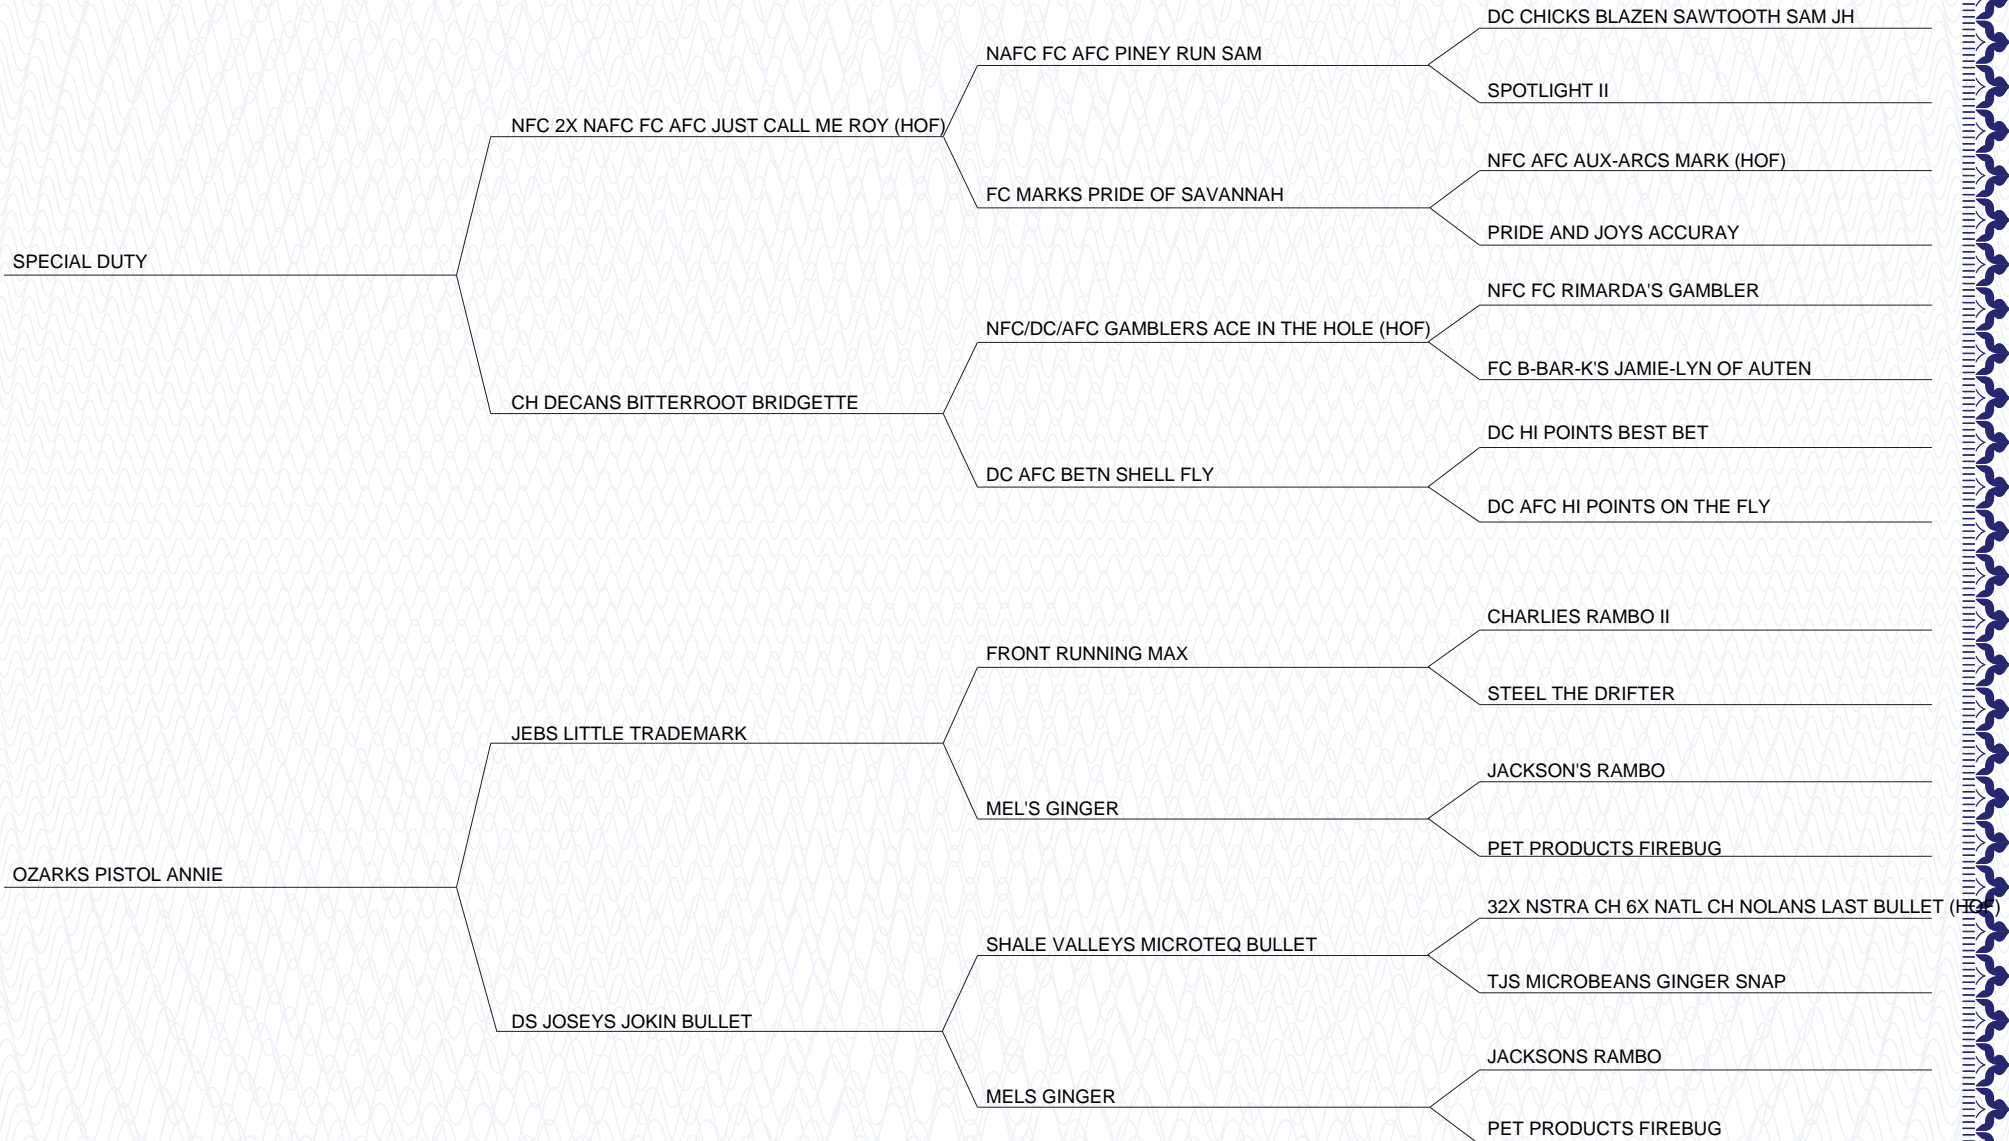 DC CHICKS BLAZEN SAWTOOTH SAM JH
NAFC FC AFC PINEY RUN SAM
SPOTLIGHT II
NFC 2X NAFC FC AFC JUST CALL ME ROY (HOF)
NFC AFC AUX-ARCS MARK (HOF)
FC MARKS PRIDE OF SAVANNAH
PRIDE AND JOYS ACCURAY
SPECIAL DUTY
NFC FC RIMARDA'S GAMBLER
NFC/DC/AFC GAMBLERS ACE IN THE HOLE (HOF)
FC B-BAR-K'S JAMIE-LYN OF AUTEN
CH DECANS BITTERROOT BRIDGETTE
DC HI POINTS BEST BET
DC AFC BETN SHELL FLY
DC AFC HI POINTS ON THE FLY
CHARLIES RAMBO II
FRONT RUNNING MAX
STEEL THE DRIFTER
JEBS LITTLE TRADEMARK
JACKSON'S RAMBO
MEL'S GINGER
PET PRODUCTS FIREBUG
OZARKS PISTOL ANNIE
32X NSTRA CH 6X NATL CH NOLANS LAST BULLET (HOF)
SHALE VALLEYS MICROTEQ BULLET
TJS MICROBEANS GINGER SNAP
DS JOSEYS JOKIN BULLET
JACKSONS RAMBO
MELS GINGER
PET PRODUCTS FIREBUG